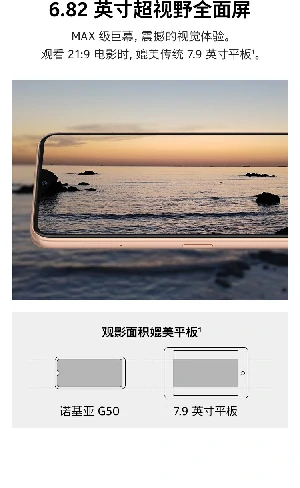 6.82 英寸超视野全面屏
MAX 级巨幕, 震撼的视觉体验。
观看 21:9 电影时, 媲美传统 7.9 英寸平板¹。
观影面积媲美平板¹
诺基亚 G50
7.9 英寸平板